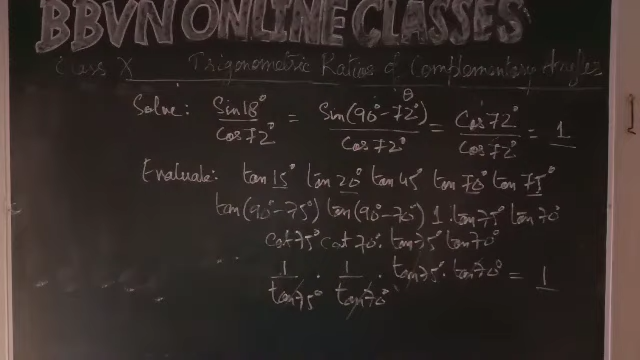 BBVN ONLINE CLASSES
Class X Trigonometric Ratios of Complementary Angles
Solve: Sin18°/Cos72° = Sin(90°-72°)/Cos72° = Cos72°/Cos72° = 1
θ
Evaluate: tan15° tan20° tan45° tan70° tan75°
tan(90°-75°) tan(90°-70°) 1. tan75° tan70°
cot75° cot70° tan75° tan70°
1/tan75° . 1/tan70° . tan75° . tan70° = 1